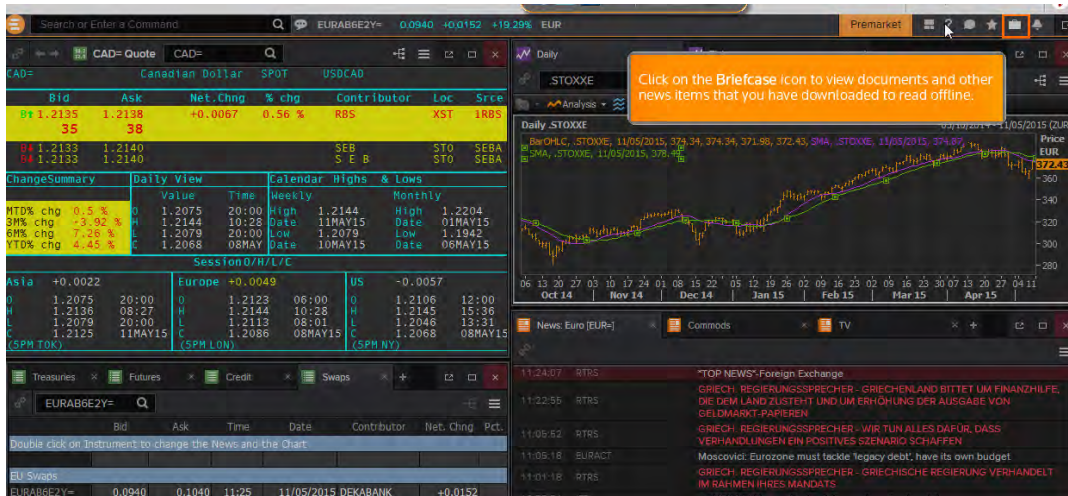 Search or Enter a Command
EURAB6E2Y= 0.0940 +0.0152 +19.29% EUR
Premarket
CAD= Quote CAD=
CAD= Canadian Dollar SPOT USDCAD
Bid Ask Net.Chng % chg Contributor Loc Srce
1.2135 1.2138 +0.0067 0.56 % RBS XST 1RBS
35 38
1.2133 1.2140 SEB STO SEBA
1.2133 1.2140 S E B STO SEBA
ChangeSummary Daily View Calendar Highs & Lows
Value Time Weekly Monthly
MTD% chg 0.5 % O 1.2075 20:00 High 1.2144 High 1.2204
3M% chg -3.92 % H 1.2144 10:28 Date 11MAY15 Date 01MAY15
6M% chg 7.26 % L 1.2079 20:00 Low 1.2079 Low 1.1942
YTD% chg 4.45 % C 1.2068 08MAY Date 10MAY15 Date 06MAY15
Session O/H/L/C
Asia +0.0022 Europe +0.0049 US -0.0057
O 1.2075 20:00 O 1.2123 06:00 O 1.2106 12:00
H 1.2136 08:27 H 1.2144 10:28 H 1.2145 15:36
L 1.2079 20:00 L 1.2113 08:01 L 1.2046 13:31
C 1.2125 11MAY15 C 1.2086 08MAY15 C 1.2068 08MAY15
(5PM TOK) (5PM LON) (5PM NY)
Treasuries Futures Credit Swaps
EURAB6E2Y=
Bid Ask Time Date Contributor Net. Chng Pct.
Double click on Instrument to change the News and the Chart
EU Swaps
EURAB6E2Y= 0.0940 0.1040 11:25 11/05/2015 DEKABANK +0.0152
Daily
.STOXXE
Click on the Briefcase icon to view documents and other
news items that you have downloaded to read offline.
Analysis
Daily .STOXXE
11/05/2015 (ZUR
BarOHLC, .STOXXE, 11/05/2015, 374.34, 374.34, 371.98, 372.43, SMA, .STOXXE, 11/05/2015,
SMA, .STOXXE, 11/05/2015, 378.49
Price
EUR
372.43
360
340
320
300
280
06 13 20 27 03 10 17 24 01 08 15 22 05 12 19 26 02 09 16 23 02 09 16 23 30 07 13 20 27 04 11
Oct 14 Nov 14 Dec 14 Jan 15 Feb 15 Mar 15 Apr 15
News: Euro [EUR=] Commods TV
11:24:07 RTRS "TOP NEWS"-Foreign Exchange
11:22:55 RTRS GRIECH. REGIERUNGSSPRECHER - GRIECHENLAND BITTET UM FINANZHILFE,
DIE DEM LAND ZUSTEHT UND UM ERHÖHUNG DER AUSGABE VON
GELDMARKT-PAPIEREN
11:05:52 RTRS GRIECH. REGIERUNGSSPRECHER - WIR TUN ALLES DAFÜR, DASS
VERHANDLUNGEN EIN POSITIVES SZENARIO SCHAFFEN
11:05:18 EURACT Moscovici: Eurozone must tackle 'legacy debt', have its own budget
11:01:18 RTRS GRIECH. REGIERUNGSSPRECHER - GRIECHISCHE REGIERUNG VERHANDELT
IM RAHMEN IHRES MANDATS